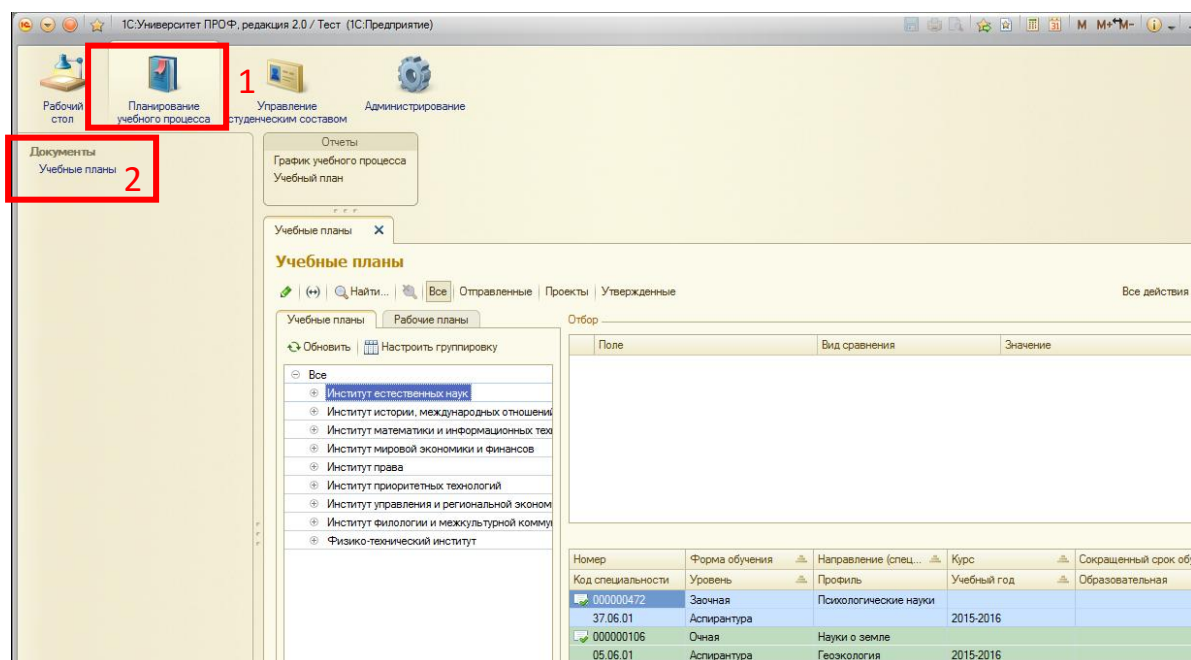 1С:Университет ПРОФ, редакция 2.0 / Тест (1С:Предприятие)
M M+ M-
Рабочий стол
Планирование учебного процесса
1
Управление студенческим составом
Администрирование
Документы
Учебные планы
2
Отчеты
График учебного процесса
Учебный план
Учебные планы
Учебные планы
Найти... Все Отправленные Проекты Утвержденные Все действия
Учебные планы Рабочие планы
Обновить Настроить группировку
Все
Институт естественных наук
Институт истории, международных
Институт математики и информационных
Институт мировой экономики и финансов
Институт права
Институт приоритетных технологий
Институт управления и региональной
Институт филологии и межкультурной
Физико-технический институт
Отбор
Поле Вид сравнения Значение
Номер Форма обучения Направление (спец... Курс Сокращенный срок
Код специальности Уровень Профиль Учебный год Образовательная
000000472 Заочная Психологические науки
37.06.01 Аспирантура 2015-2016
000000106 Очная Науки о земле
05.06.01 Аспирантура Геоэкология 2015-2016